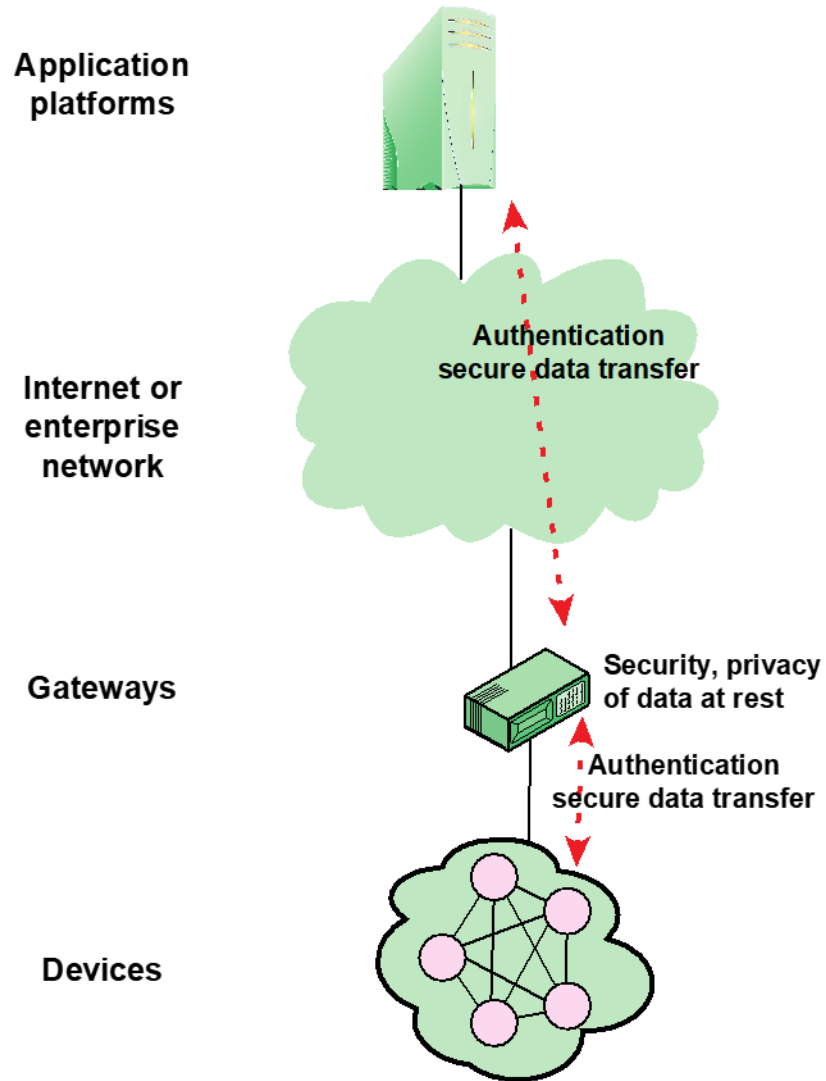 Application
platforms
Authentication
secure data transfer
Internet or
enterprise
network
Security, privacy
of data at rest
Gateways
Authentication
secure data transfer
Devices